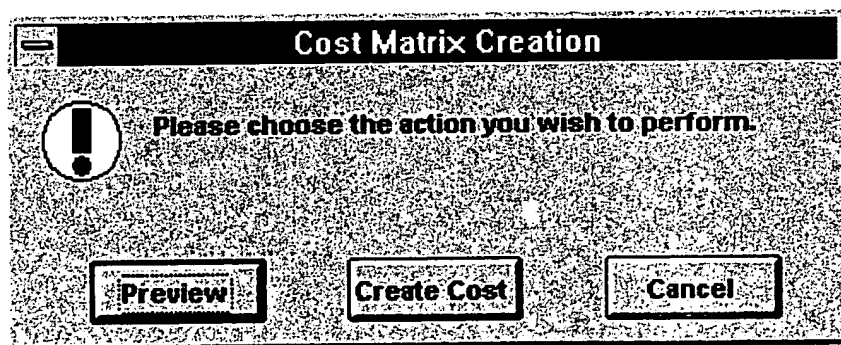 Cost Matrix Creation
Please choose the action you wish to perform.
Preview Create Cost Cancel